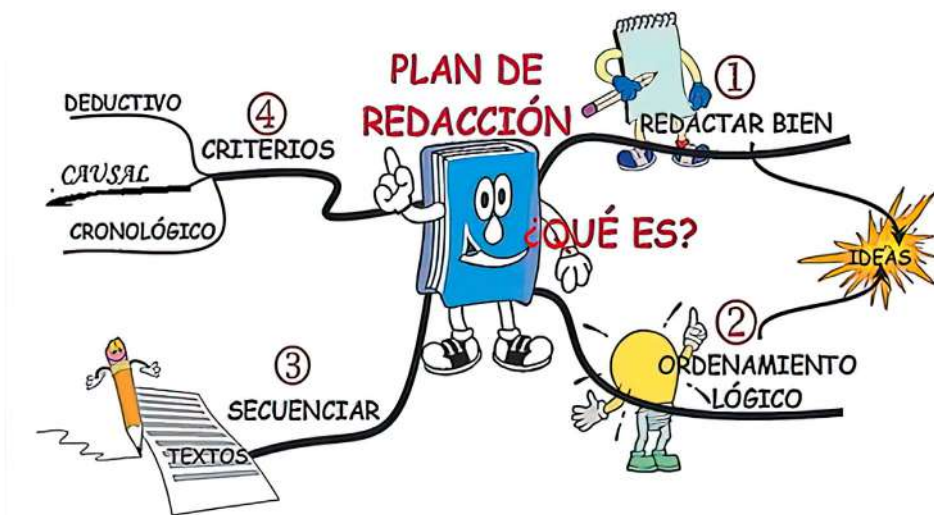 PLAN DE
REDACCIÓN
¿QUÉ ES?
①
REDACTAR BIEN
IDEAS
②
ORDENAMIENTO
LÓGICO
③
SECUENCIAR
TEXTOS
④
CRITERIOS
DEDUCTIVO
CAUSAL
CRONOLÓGICO